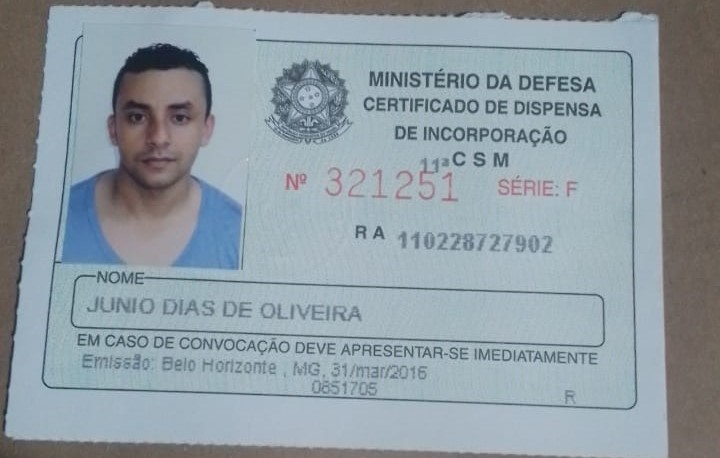 MINISTÉRIO DA DEFESA
CERTIFICADO DE DISPENSA
DE INCORPORAÇÃO
11ª C S M
Nº 321251 SÉRIE: F
R A 110228727902
NOME
JUNIO DIAS DE OLIVEIRA
EM CASO DE CONVOCAÇÃO DEVE APRESENTAR-SE IMEDIATAMENTE
Emissão: Belo Horizonte , MG, 31/mar/2016
0651705
R